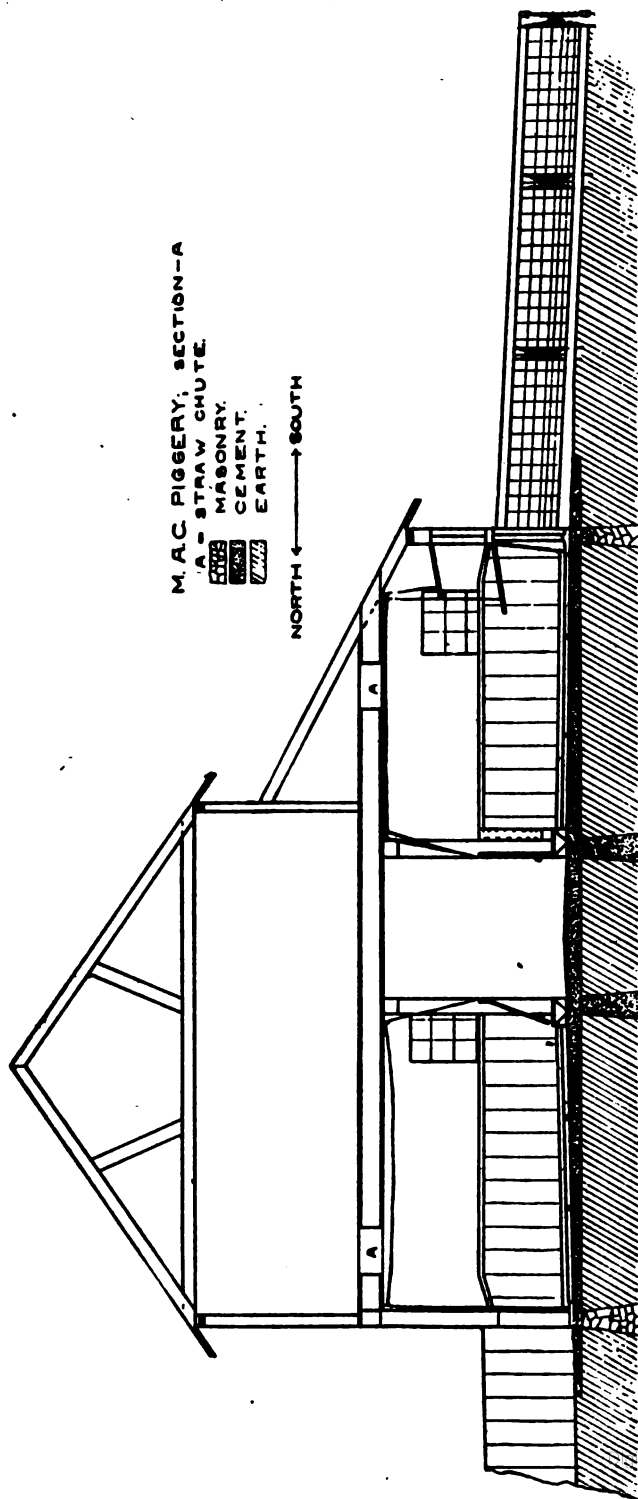 M. A. C. PIGGERY; SECTION-A
A = STRAW CHUTE.
MASONRY.
CEMENT.
EARTH.
NORTH ←→ SOUTH
A
A